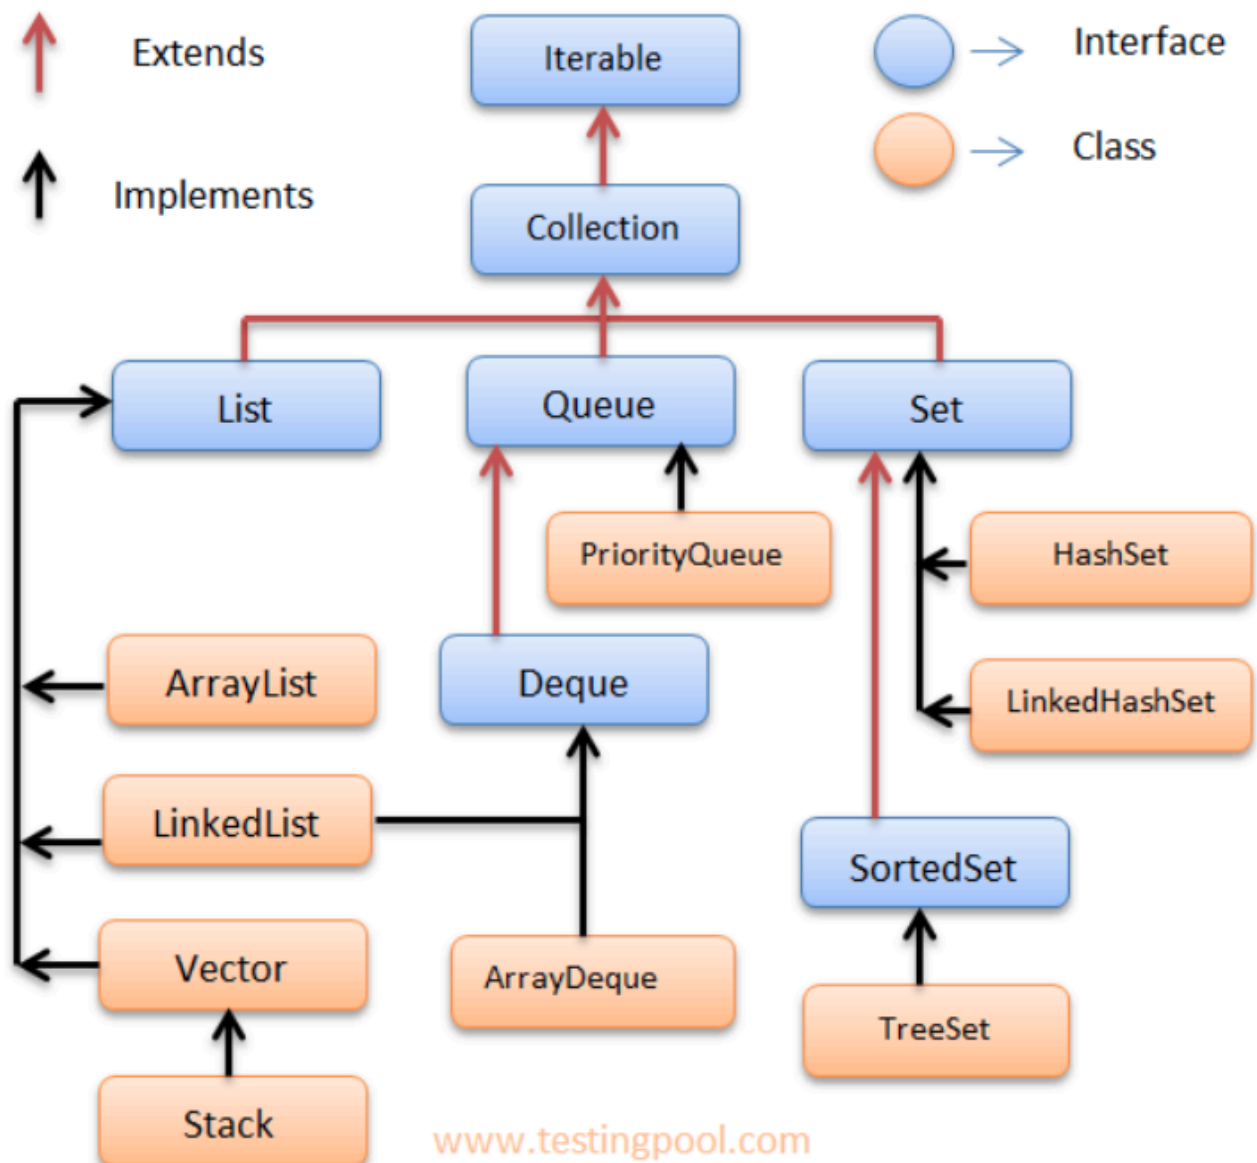 Extends
Iterable
Interface
Implements
Class
Collection
List
Queue
Set
PriorityQueue
HashSet
ArrayList
Deque
LinkedHashSet
LinkedList
SortedSet
Vector
ArrayDeque
TreeSet
Stack
www.testingpool.com